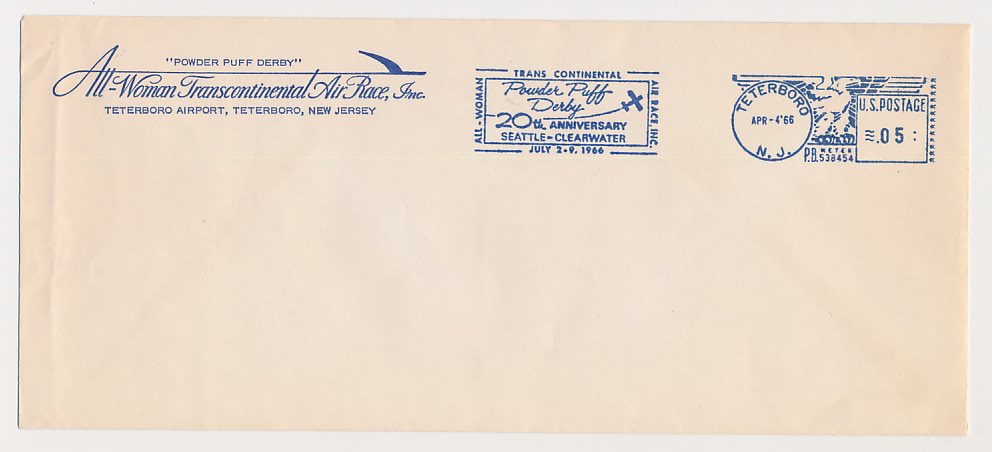 "POWDER PUFF DERBY"
All-Woman Transcontinental Air Race, Inc.
TETERBORO AIRPORT, TETERBORO, NEW JERSEY
TRANS CONTINENTAL
ALL-WOMAN
Powder Puff
Derby
20th ANNIVERSARY
SEATTLE-CLEARWATER
JULY 2-9, 1966
AIR RACE, INC.
TETERBORO
APR-4'66
N. J.
P.B. METER
538454
U.S. POSTAGE
.05